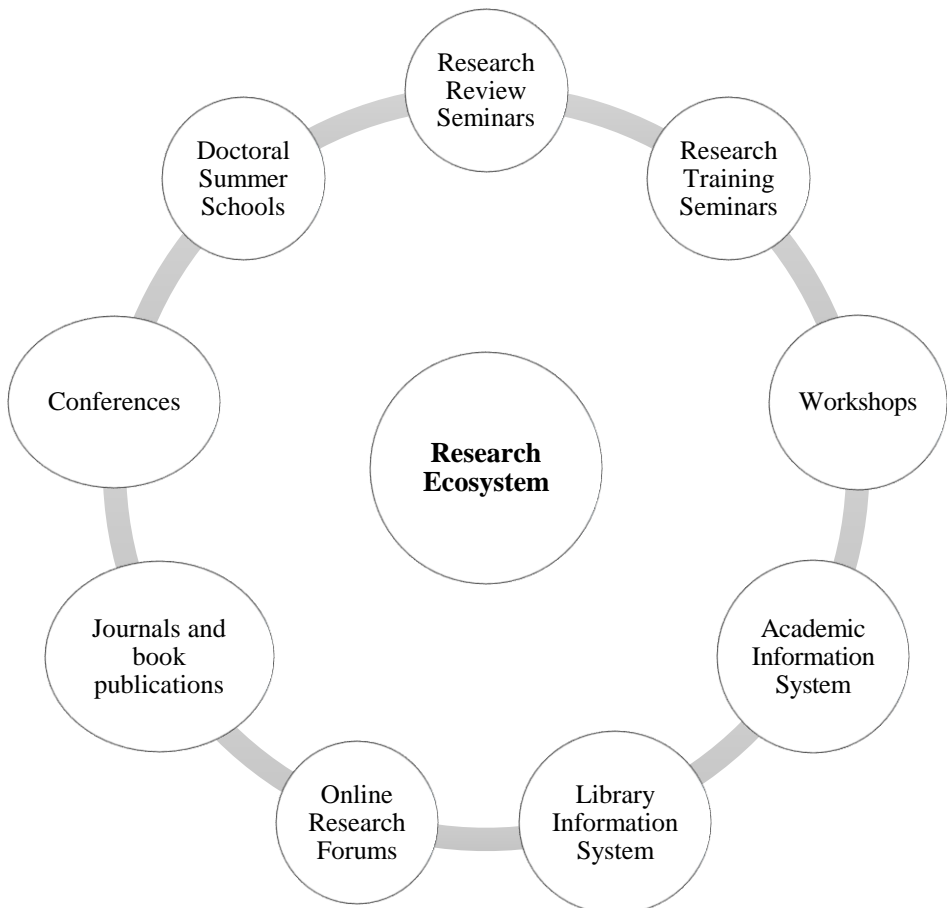 Research
Review
Seminars
Research
Training
Seminars
Workshops
Academic
Information
System
Library
Information
System
Online
Research
Forums
Journals and
book
publications
Conferences
Doctoral
Summer
Schools
Research
Ecosystem